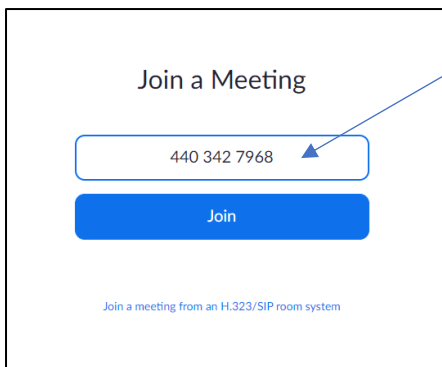 Join a Meeting
440 342 7968
Join
Join a meeting from an H.323/SIP room system